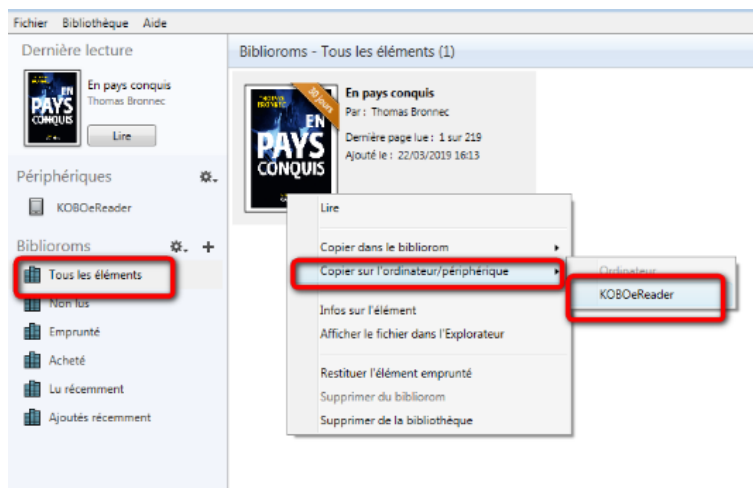 Fichier Bibliothèque Aide
Dernière lecture
EN
PAYS
CONQUIS
En pays conquis
Thomas Bronnec
Lire
Périphériques
KOBOeReader
Biblioroms
Tous les éléments
Non lus
Emprunté
Acheté
Lu récemment
Ajoutés récemment
Biblioroms - Tous les éléments (1)
30 jours
THOMAS
BRONNEC
EN
PAYS
CONQUIS
En pays conquis
Par : Thomas Bronnec
Dernière page lue : 1 sur 219
Ajouté le : 22/03/2019 16:13
Lire
Copier dans le bibliorom
Copier sur l'ordinateur/périphérique
Infos sur l'élément
Afficher le fichier dans l'Explorateur
Restituer l'élément emprunté
Supprimer du bibliorom
Supprimer de la bibliothèque
Ordinateur
KOBOeReader